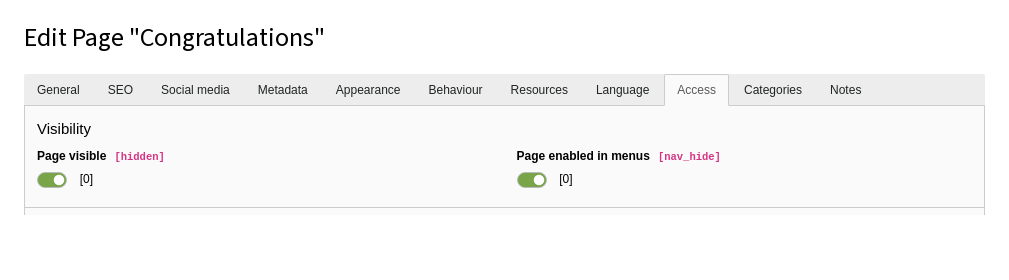 Edit Page "Congratulations"
General SEO Social media Metadata Appearance Behaviour Resources Language Access Categories Notes
Visibility
Page visible [hidden] Page enabled in menus [nav_hide]
[0] [0]